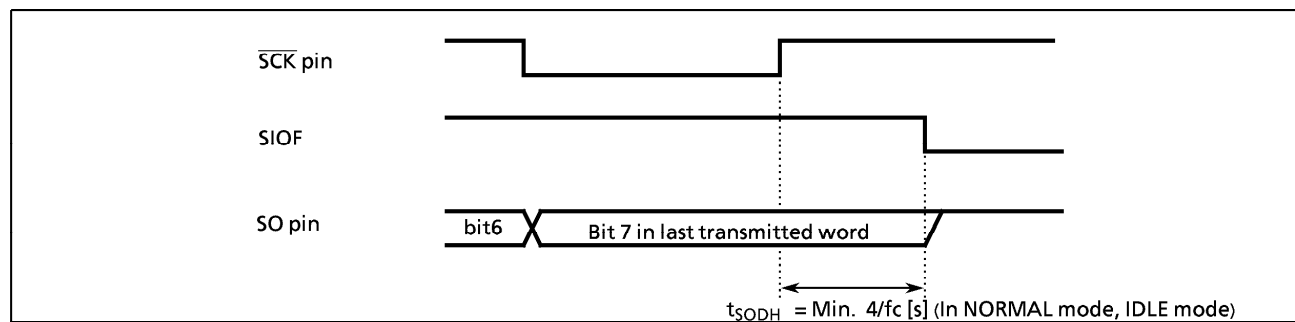 SCK pin
SIOF
SO pin
bit6
Bit 7 in last transmitted word
tSODH = Min. 4/fc [s] (In NORMAL mode, IDLE mode)